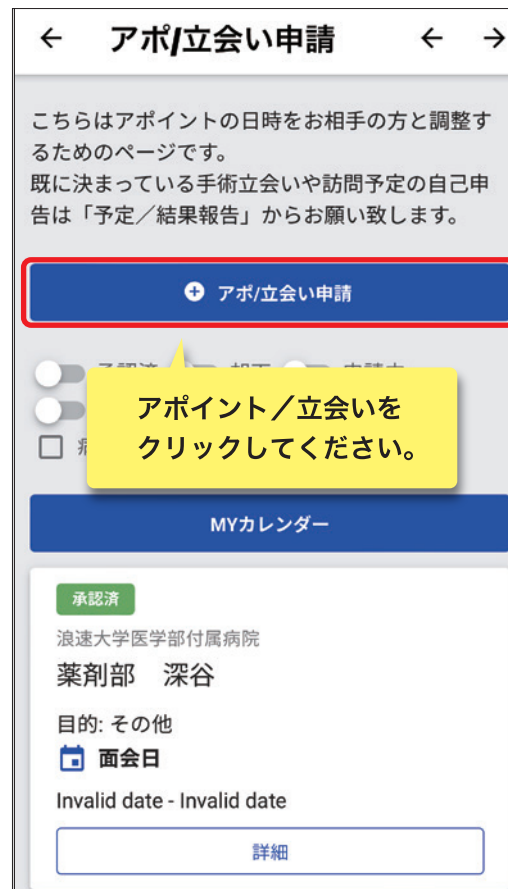 アポ/立会い申請
こちらはアポイントの日時をお相手の方と調整す
るためのページです。
既に決まっている手術立会いや訪問予定の自己申
告は「予定／結果報告」からお願い致します。
アポ/立会い申請
アポイント／立会いを
クリックしてください。
MYカレンダー
承認済
浪速大学医学部付属病院
薬剤部　深谷
目的: その他
面会日
Invalid date - Invalid date
詳細